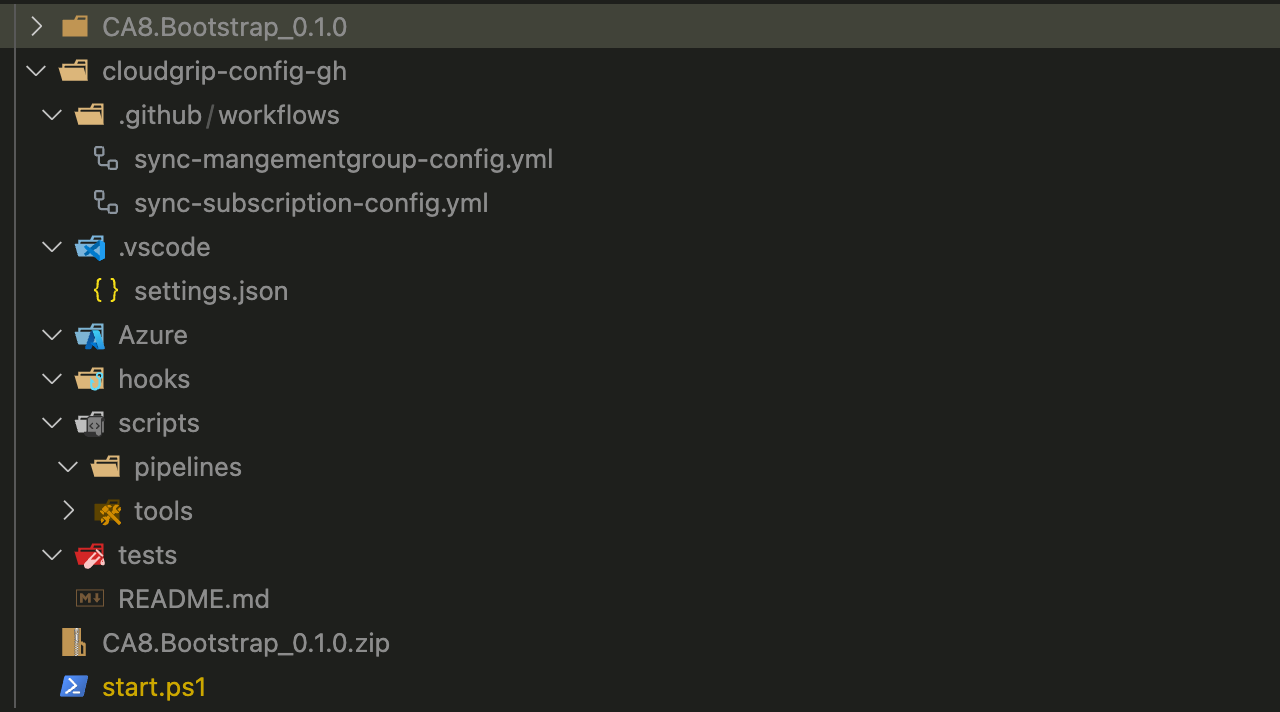 CA8.Bootstrap_0.1.0
cloudgrip-config-gh
.github/workflows
sync-mangementgroup-config.yml
sync-subscription-config.yml
.vscode
{} settings.json
Azure
hooks
scripts
pipelines
tools
tests
README.md
CA8.Bootstrap_0.1.0.zip
start.ps1